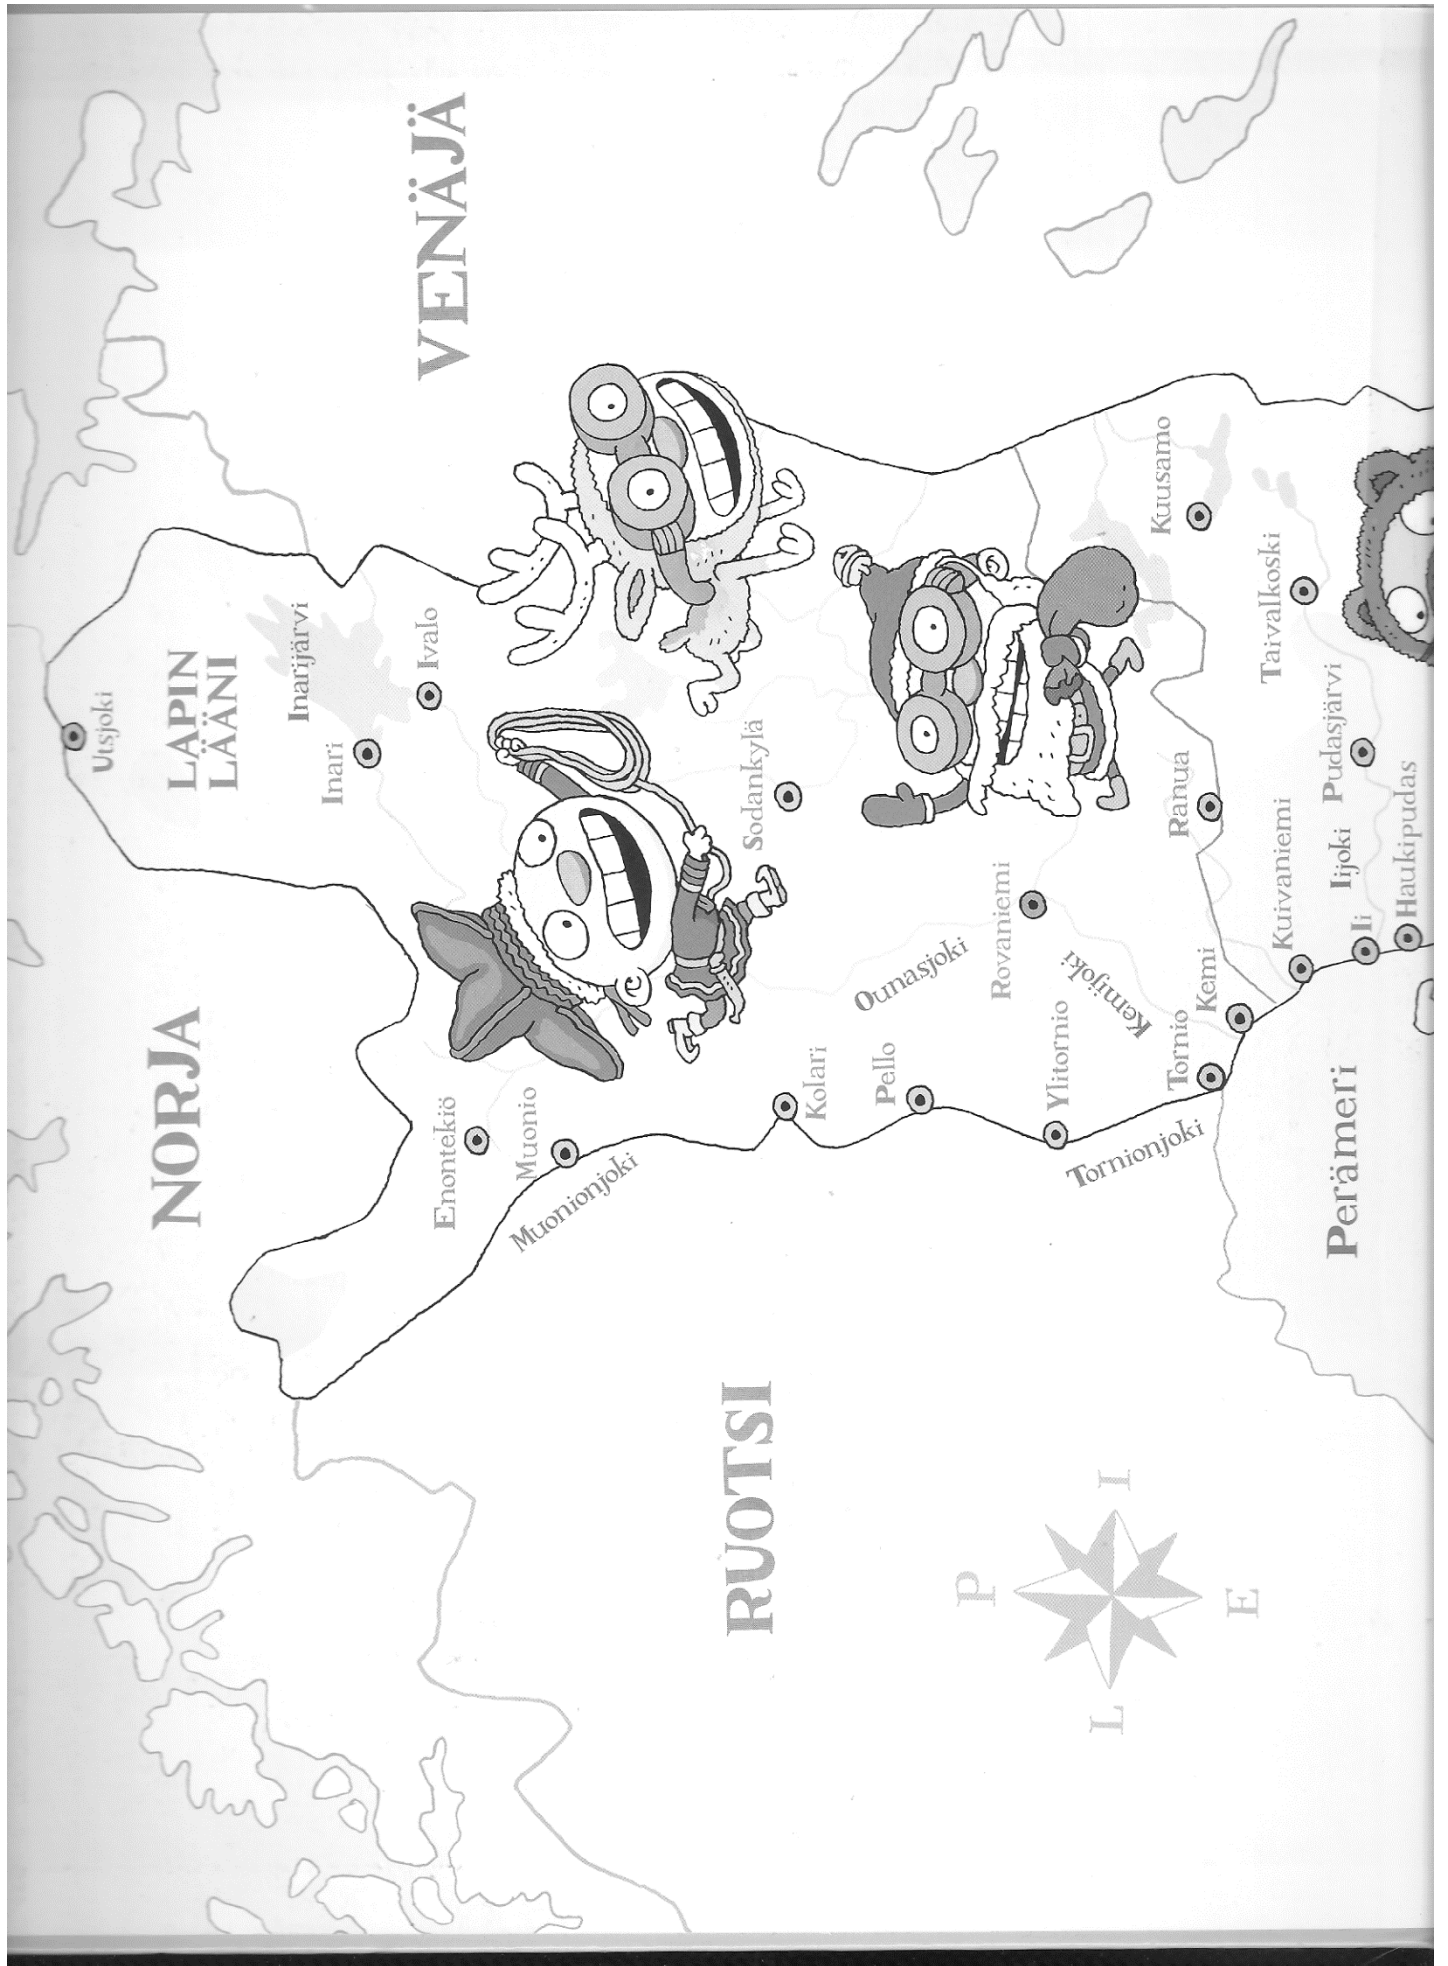 Utsjoki
NORJA
LAPIN
LÄÄNI
Inarijärvi
Inari
Ivalo
VENÄJÄ
Enontekiö
Muonio
Muonionjoki
RUOTSI
Sodankylä
Kolari
Pello
Ounasjoki
P
Rovaniemi
Ylitornio
Kemijoki
L
I
Tornionjoki
Kuusamo
Tornio
Ranua
Kemi
E
Taivalkoski
Kuivaniemi
Pudasjärvi
Iijoki
Perämeri
Ii
Haukipudas